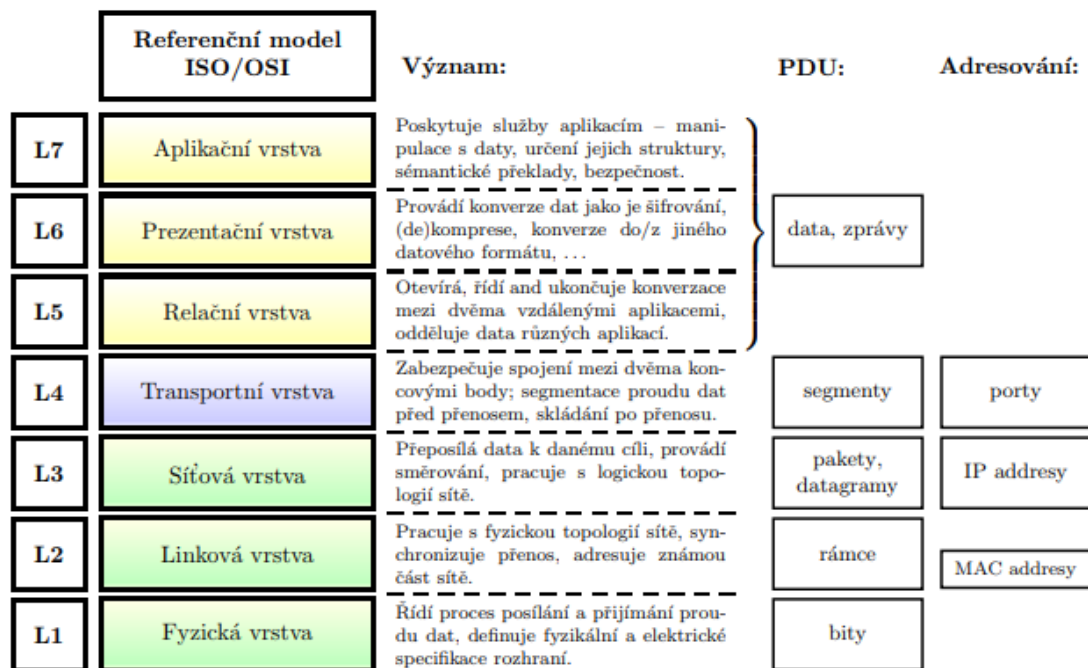 Referenční model
ISO/OSI
Význam:
PDU:
Adresování:
L7
Aplikační vrstva
Poskytuje služby aplikacím – mani-
pulace s daty, určení jejich struktury,
sémantické překlady, bezpečnost.
L6
Prezentační vrstva
Provádí konverze dat jako je šifrování,
(de)komprese, konverze do/z jiného
datového formátu, ...
data, zprávy
L5
Relační vrstva
Otevírá, řídí and ukončuje konverzace
mezi dvěma vzdálenými aplikacemi,
odděluje data různých aplikací.
L4
Transportní vrstva
Zabezpečuje spojení mezi dvěma kon-
covými body; segmentace proudu dat
před přenosem, skládání po přenosu.
segmenty
porty
L3
Síťová vrstva
Přeposílá data k danému cíli, provádí
směrování, pracuje s logickou topo-
logií sítě.
pakety,
datagramy
IP addresy
L2
Linková vrstva
Pracuje s fyzickou topologií sítě, syn-
chronizuje přenos, adresuje známou
část sítě.
rámce
MAC addresy
L1
Fyzická vrstva
Řídí proces posílání a přijímání prou-
du dat, definuje fyzikální a elektrické
specifikace rozhraní.
bity